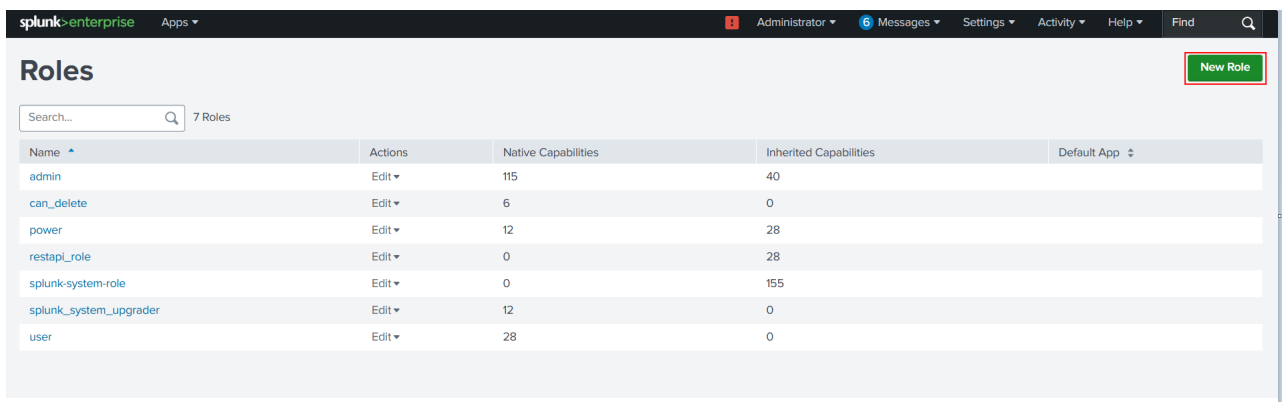 splunk>enterprise Apps Administrator 6 Messages Settings Activity Help Find
Roles
New Role
Search... 7 Roles
Name Actions Native Capabilities Inherited Capabilities Default App
admin Edit 115 40
can_delete Edit 6 0
power Edit 12 28
restapi_role Edit 0 28
splunk-system-role Edit 0 155
splunk_system_upgrader Edit 12 0
user Edit 28 0